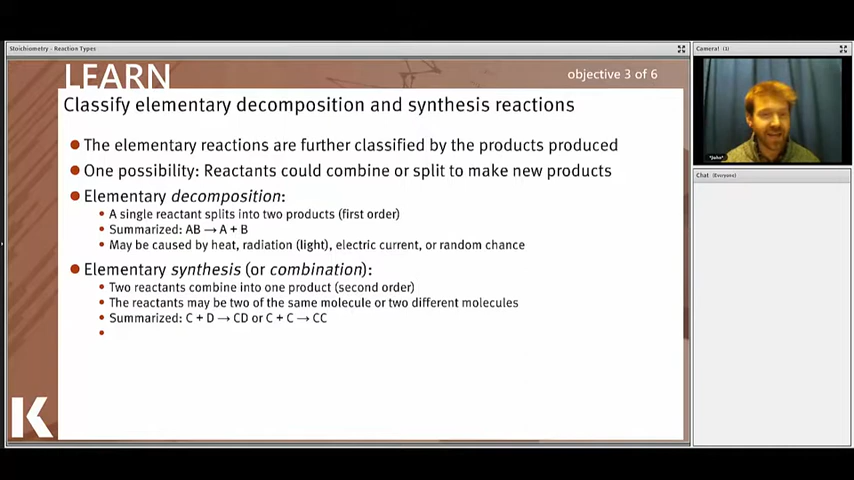 Stoichiometry - Reaction Types
Camera! (1)
LEARN
objective 3 of 6
Classify elementary decomposition and synthesis reactions
• The elementary reactions are further classified by the products produced
• One possibility: Reactants could combine or split to make new products
• Elementary decomposition:
• A single reactant splits into two products (first order)
• Summarized: AB → A + B
• May be caused by heat, radiation (light), electric current, or random chance
• Elementary synthesis (or combination):
• Two reactants combine into one product (second order)
• The reactants may be two of the same molecule or two different molecules
• Summarized: C + D → CD or C + C → CC
•
K
*John*
Chat (Everyone)